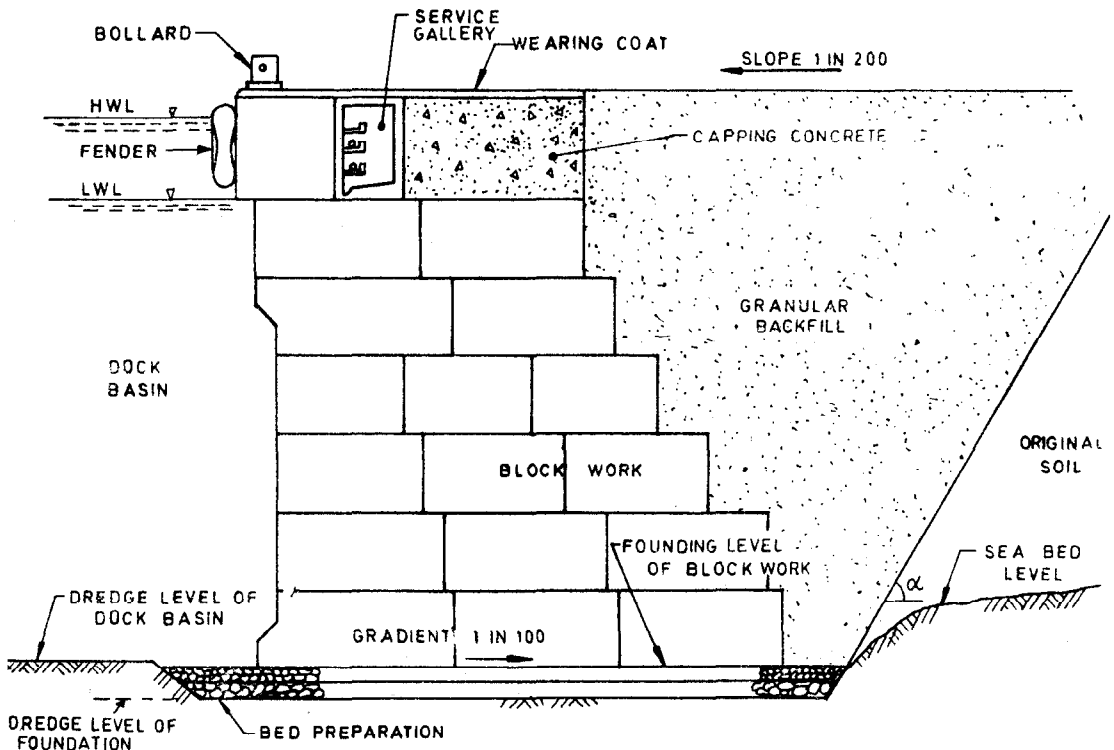 SERVICE
GALLERY
BOLLARD
WEARING COAT
SLOPE 1 IN 200
HWL
FENDER
CAPPING CONCRETE
LWL
GRANULAR
BACKFILL
DOCK
BASIN
ORIGINAL
SOIL
BLOCK WORK
FOUNDING LEVEL
OF BLOCK WORK
SEA BED
LEVEL
α
DREDGE LEVEL OF
DOCK BASIN
GRADIENT 1 IN 100
DREDGE LEVEL OF
FOUNDATION
BED PREPARATION